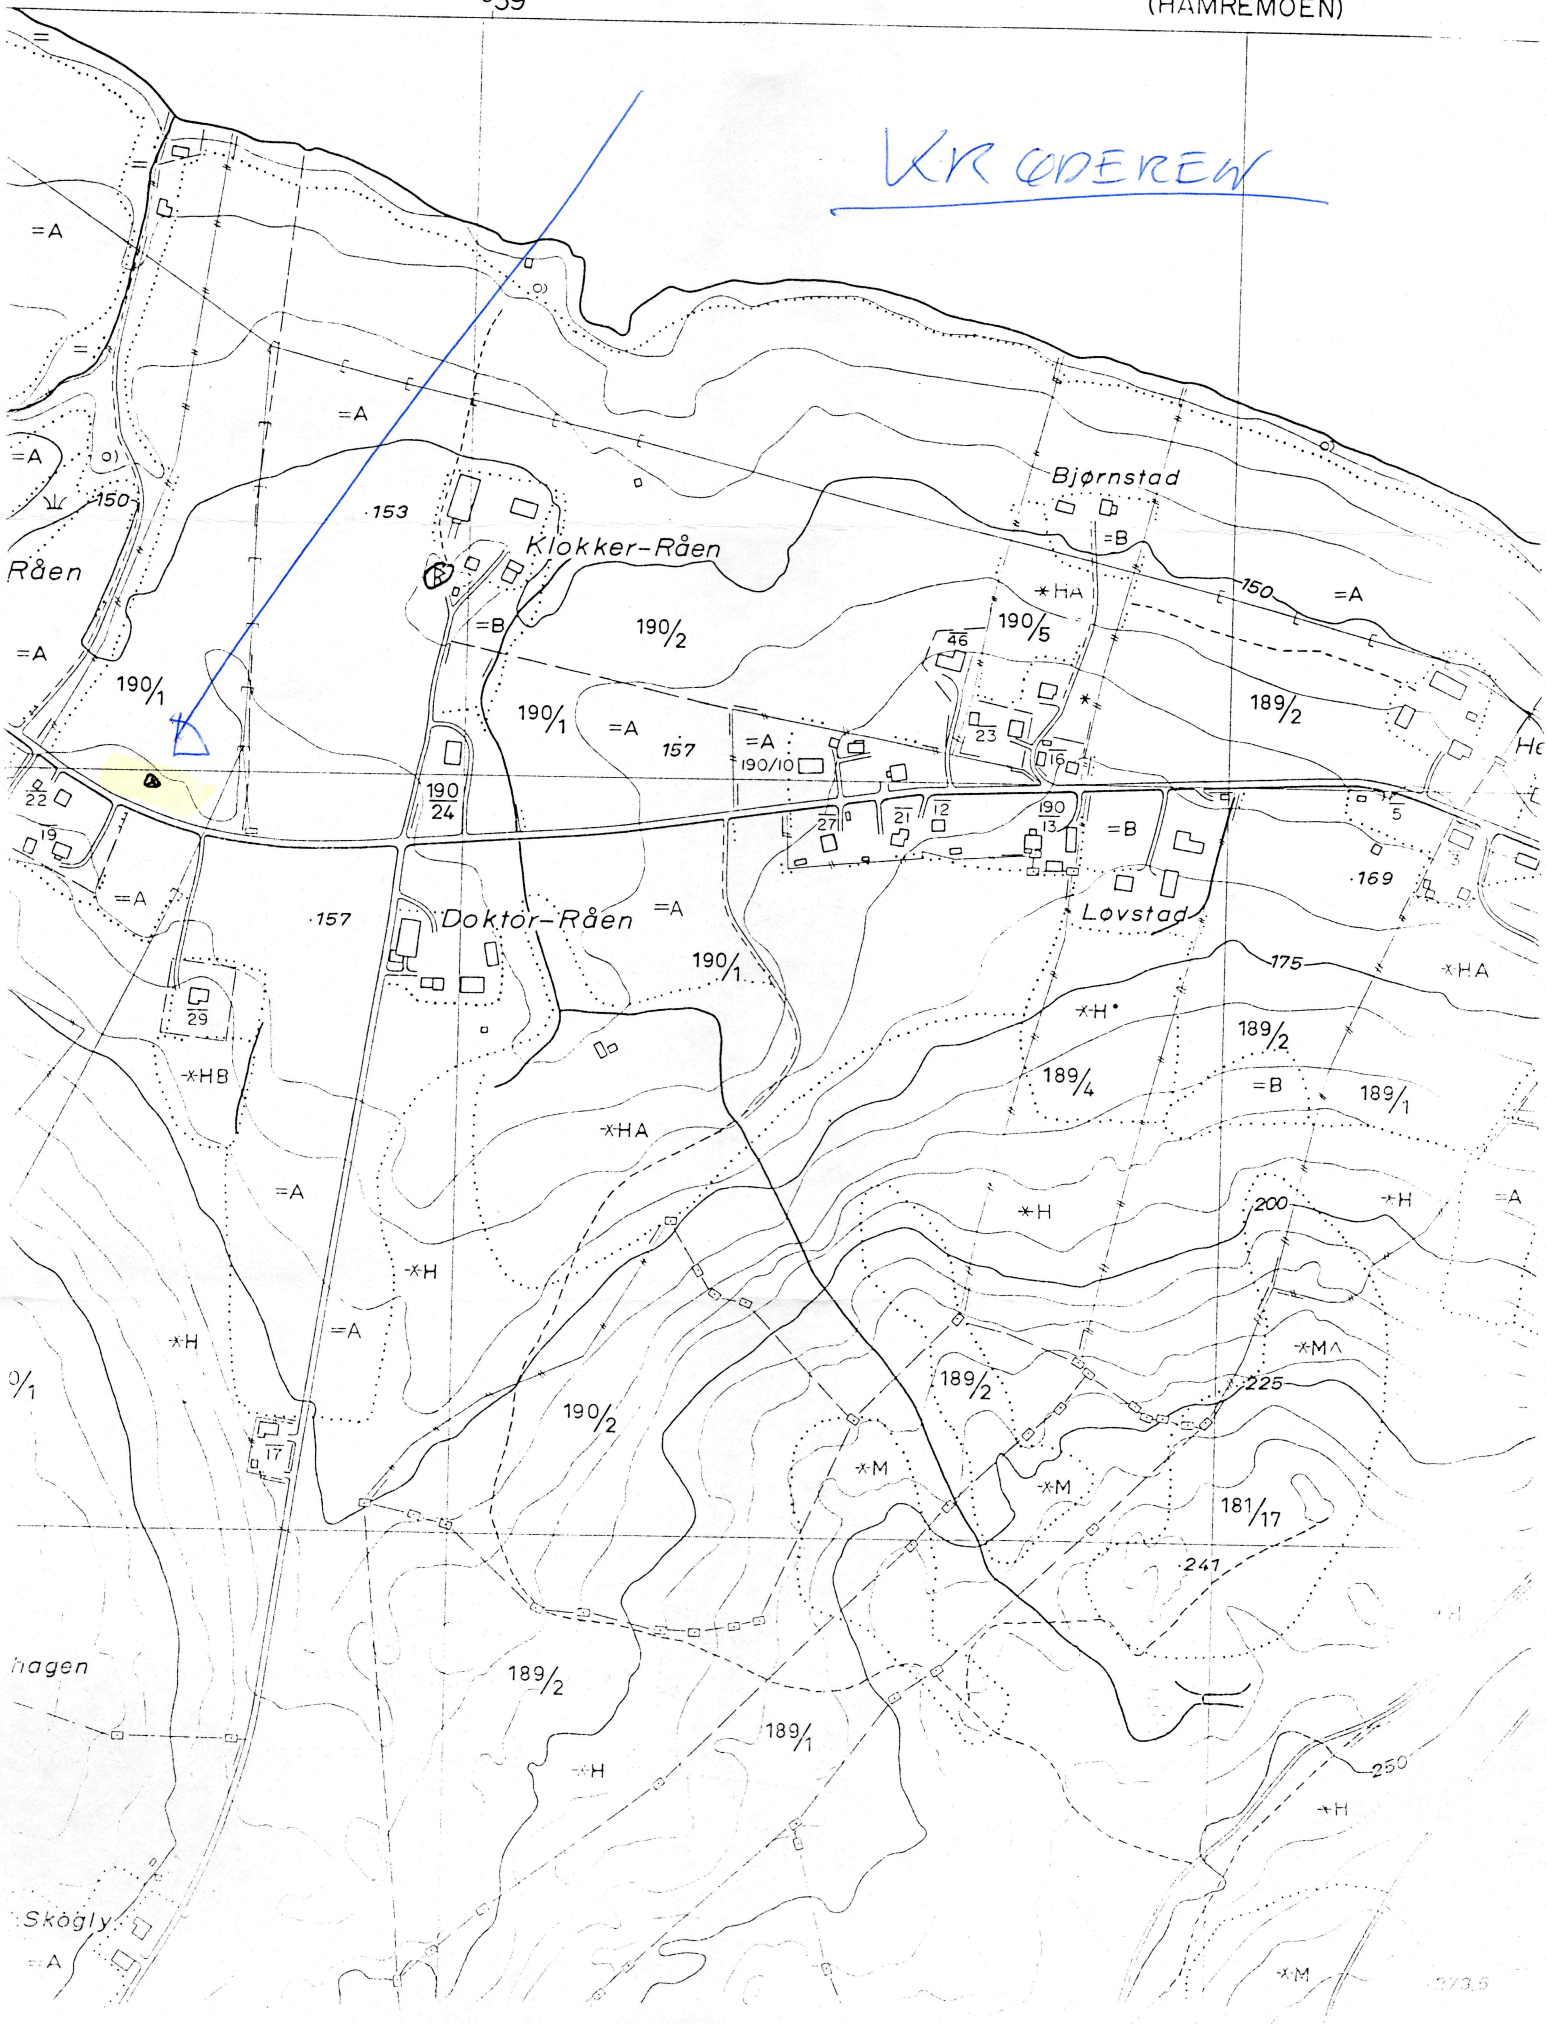 (HAMREMOEN)
KRØDEREN
=
=A
=A
=A
150
Råen
=A
190/1
153
Klokker-Råen
=B
190/2
190/1
=A
157
=A
190/10
Bjørnstad
=B
*HA
190/5
46
23
16
*
150
=A
189/2
22
19
190
24
27
21
12
190
13
=B
5
3
169
=A
157
Doktor-Råen
=A
190/1
Løvstad
175
*HA
29
*HB
*H
189/4
189/2
=B
189/1
*HA
=A
*H
*H
200
*H
=A
*H
=A
*M
225
189/2
190/2
17
*M
*M
181/17
241
hagen
189/2
189/1
*H
250
*H
Skogly
=A
*M
273.5